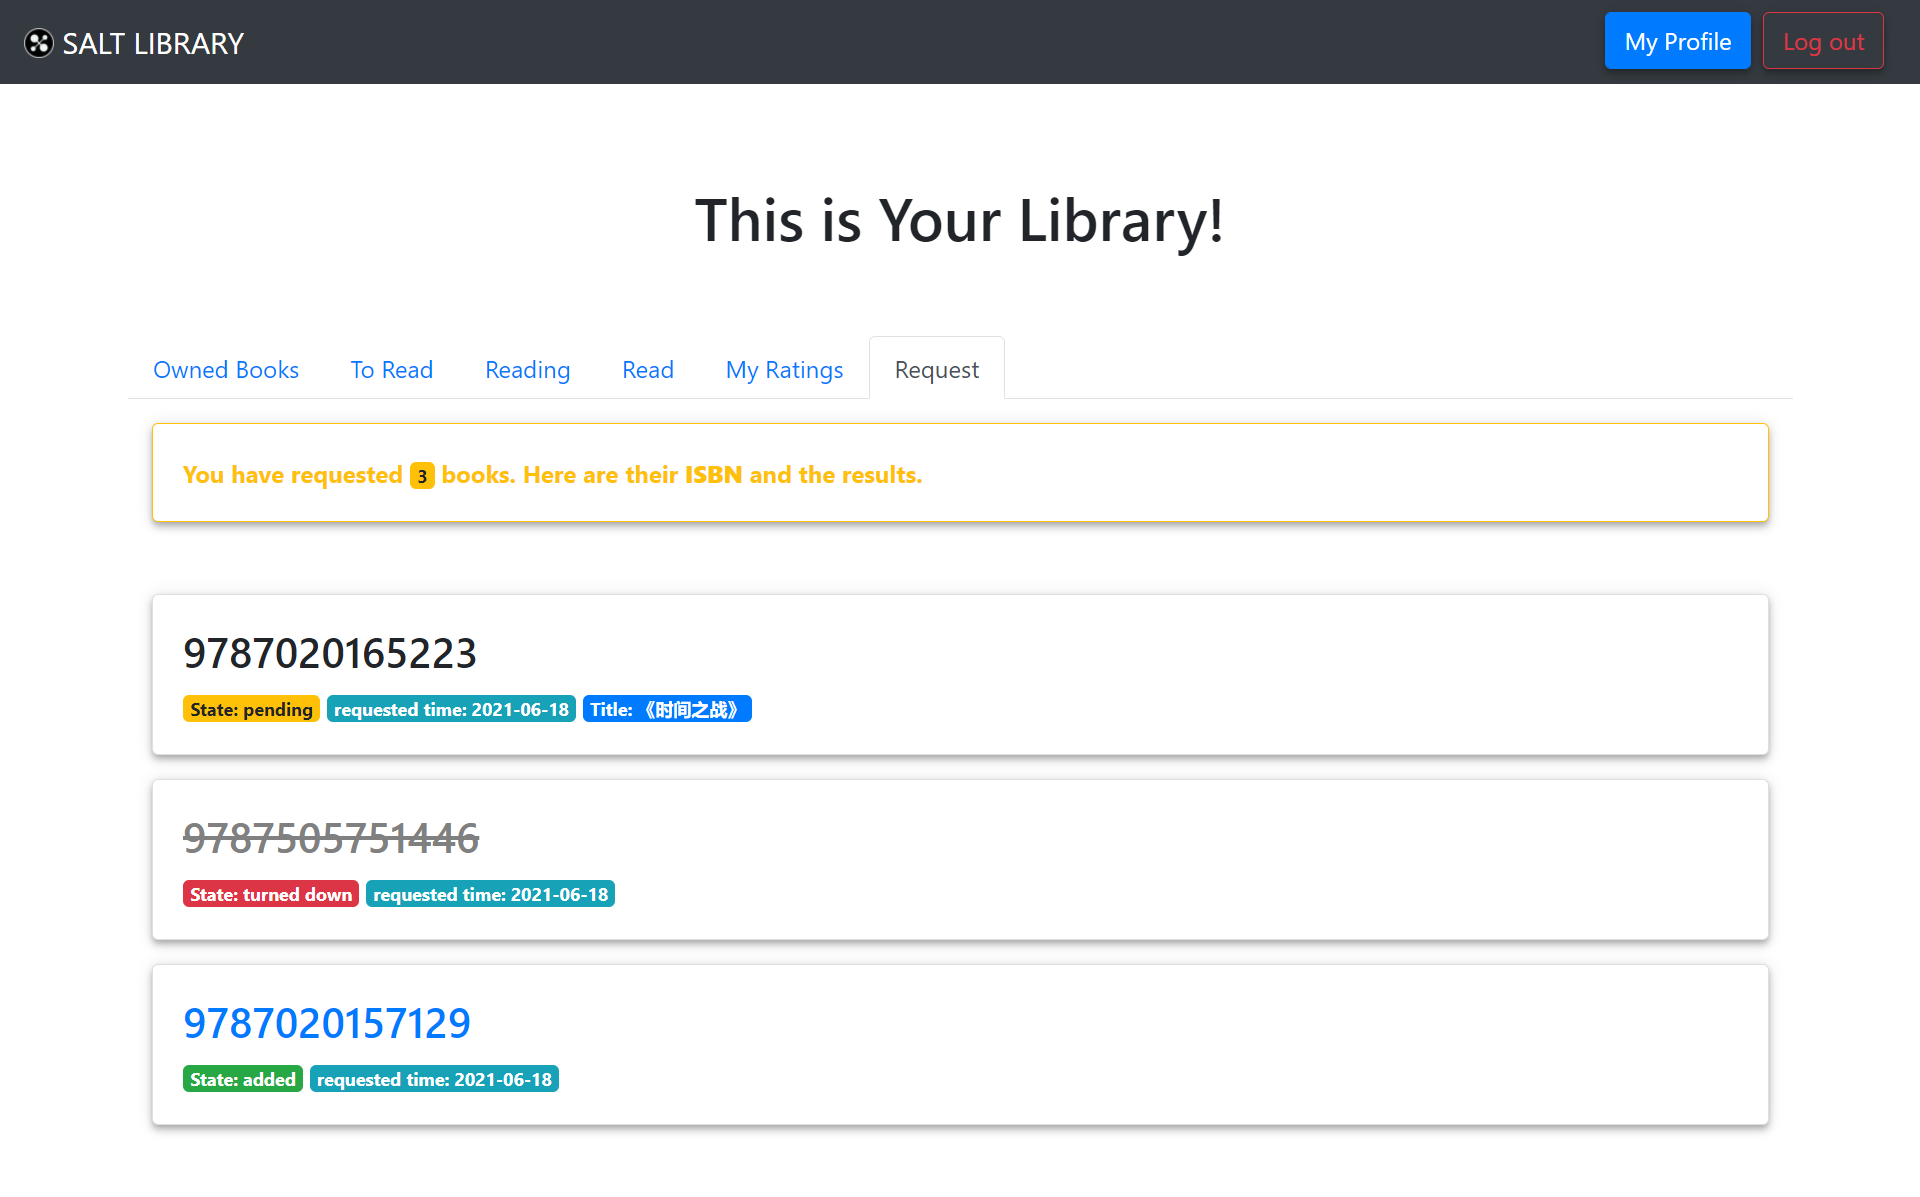 SALT LIBRARY
My Profile
Log out
This is Your Library!
Owned Books
To Read
Reading
Read
My Ratings
Request
You have requested 3 books. Here are their ISBN and the results.
9787020165223
State: pending requested time: 2021-06-18 Title: 《时间之战》
9787505751446
State: turned down requested time: 2021-06-18
9787020157129
State: added requested time: 2021-06-18